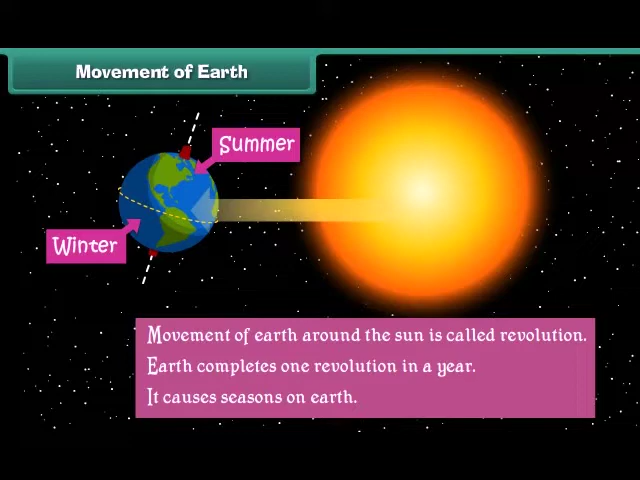 Movement of Earth
Summer
Winter
Movement of earth around the sun is called revolution.
Earth completes one revolution in a year.
It causes seasons on earth.